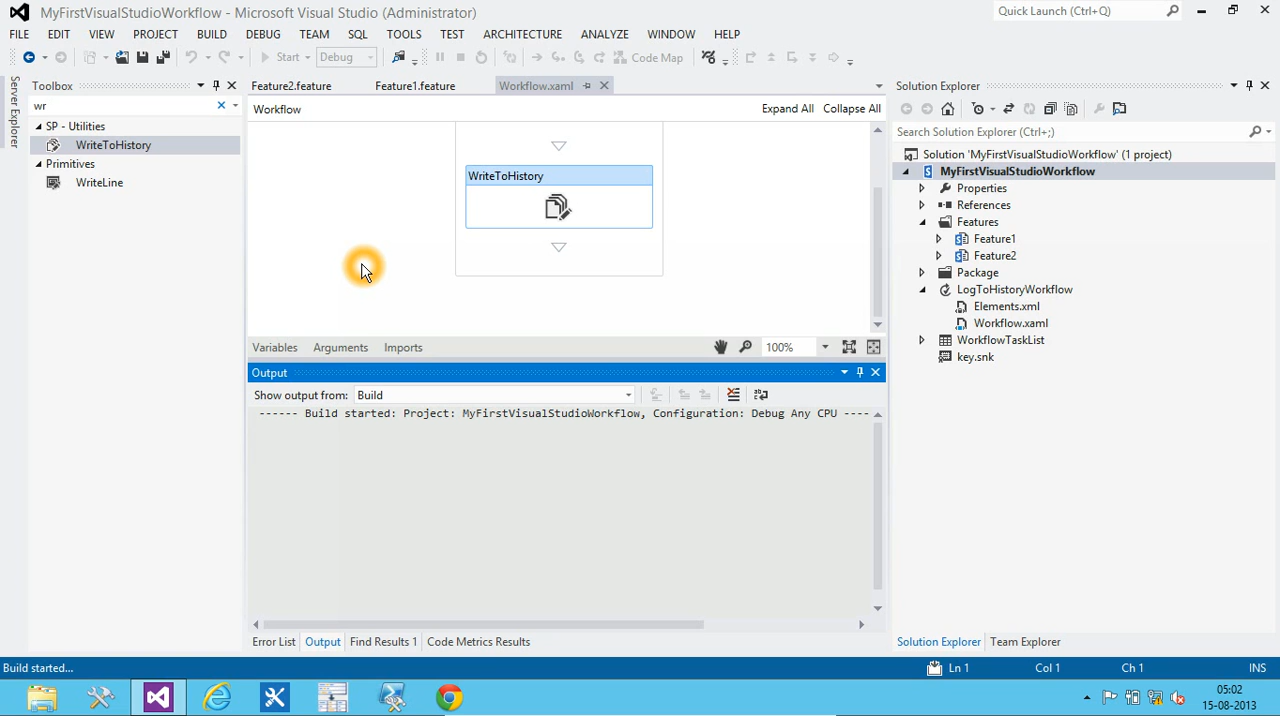 MyFirstVisualStudioWorkflow - Microsoft Visual Studio (Administrator)
Quick Launch (Ctrl+Q)
FILE EDIT VIEW PROJECT BUILD DEBUG TEAM SQL TOOLS TEST ARCHITECTURE ANALYZE WINDOW HELP
Start Debug Code Map
Server Explorer
Toolbox
wr
SP - Utilities
WriteToHistory
Primitives
WriteLine
Feature2.feature Feature1.feature Workflow.xaml
Workflow Expand All Collapse All
WriteToHistory
Variables Arguments Imports 100%
Output
Show output from: Build
------ Build started: Project: MyFirstVisualStudioWorkflow, Configuration: Debug Any CPU ----
Error List Output Find Results 1 Code Metrics Results
Solution Explorer
Search Solution Explorer (Ctrl+;)
Solution 'MyFirstVisualStudioWorkflow' (1 project)
MyFirstVisualStudioWorkflow
Properties
References
Features
Feature1
Feature2
Package
LogToHistoryWorkflow
Elements.xml
Workflow.xaml
WorkflowTaskList
key.snk
Solution Explorer Team Explorer
Build started... Ln 1 Col 1 Ch 1 INS
05:02
15-08-2013